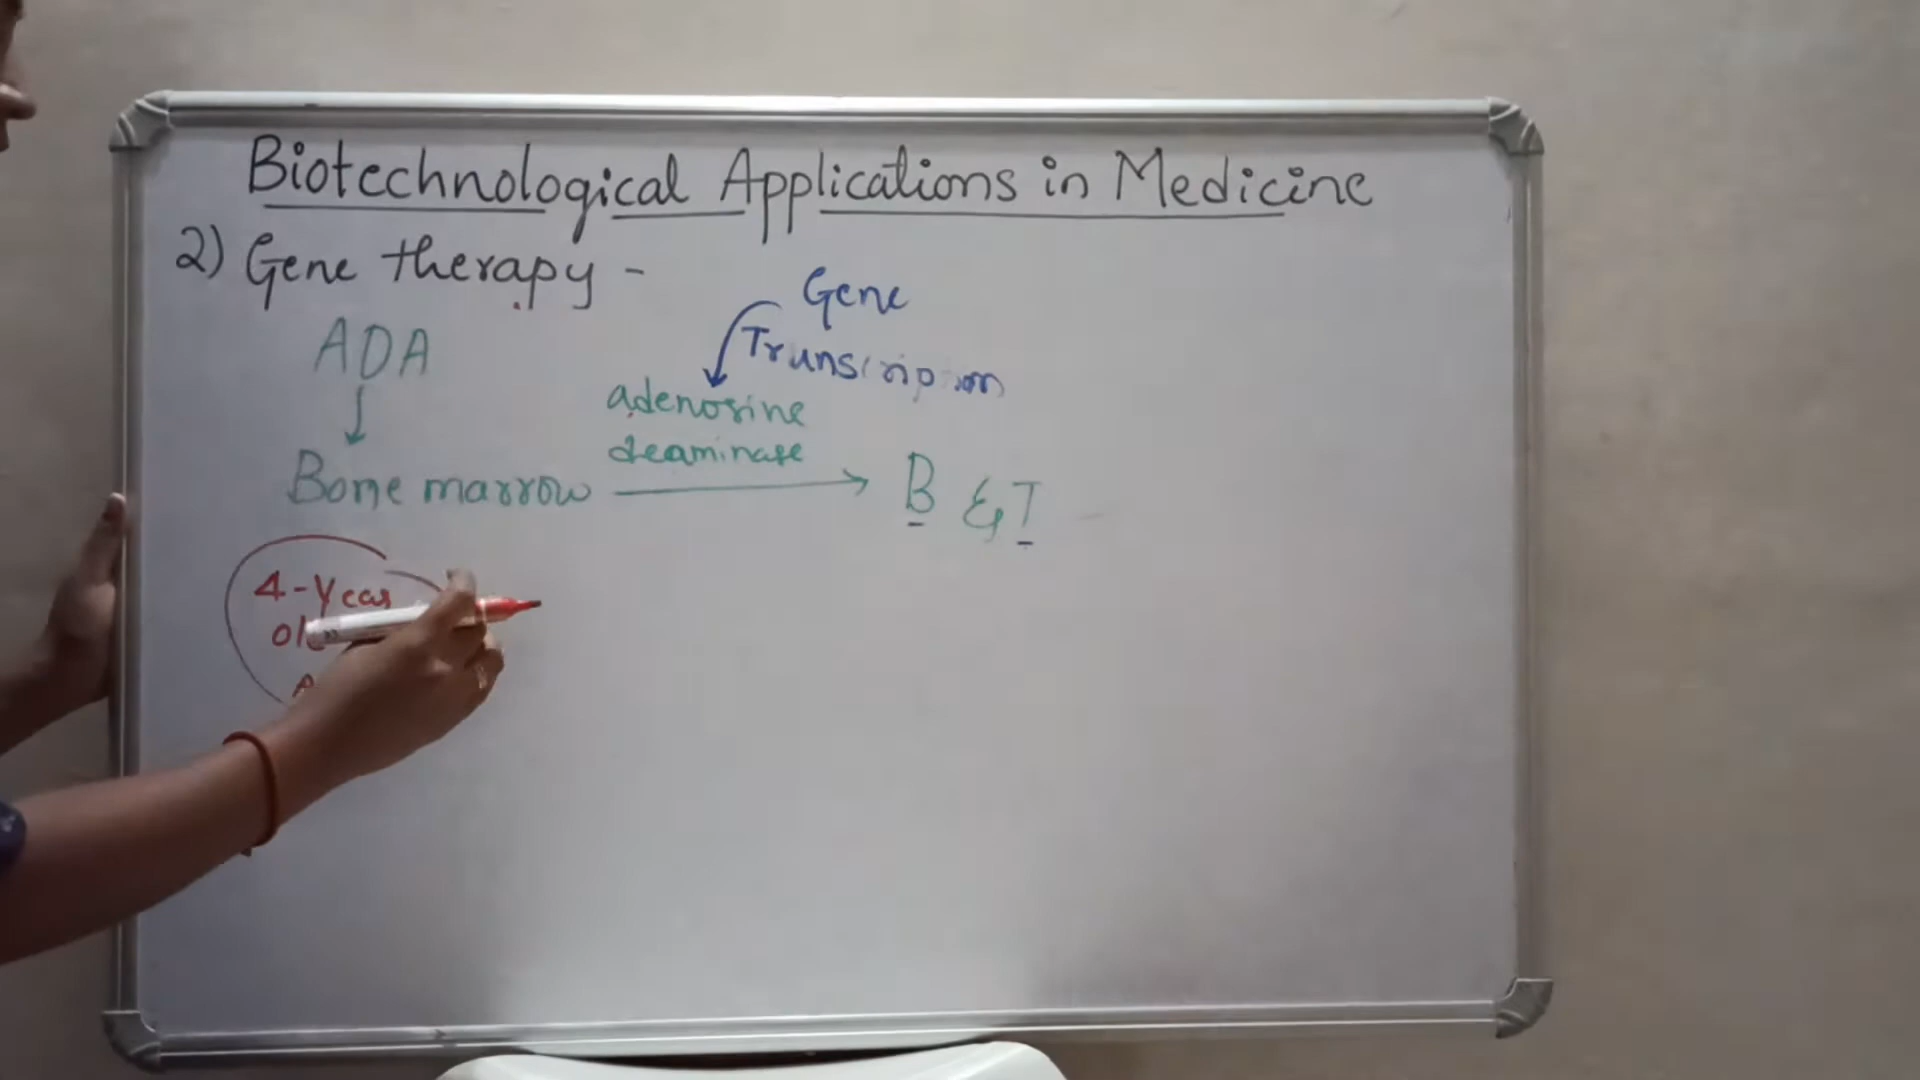 Biotechnological Applications in Medicine
2) Gene therapy -
Gene
Transcription
ADA
adenosine
deaminase
Bone marrow
B & T
4-Year